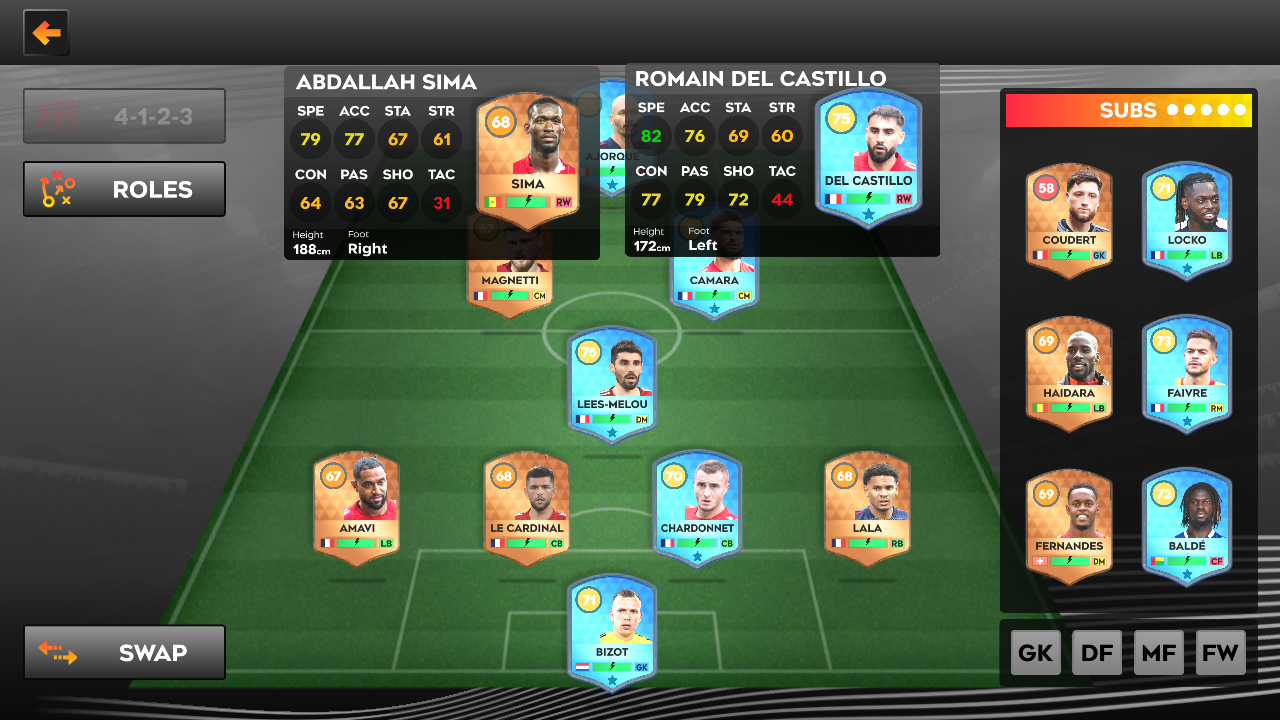 4-1-2-3
ROLES
ABDALLAH SIMA
SPE ACC STA STR
79 77 67 61
CON PAS SHO TAC
64 63 67 31
Height Foot
188cm Right
68
SIMA
RW
ROMAIN DEL CASTILLO
SPE ACC STA STR
82 76 69 60
CON PAS SHO TAC
77 79 72 44
Height Foot
172cm Left
75
DEL CASTILLO
RW
AJORQUE
67
MAGNETTI
CM
CAMARA
CM
75
LEES-MELOU
DM
67
AMAVI
LB
68
LE CARDINAL
CB
70
CHARDONNET
CB
68
LALA
RB
71
BIZOT
GK
SWAP
SUBS
58
COUDERT
GK
71
LOCKO
LB
69
HAIDARA
LB
73
FAIVRE
RM
69
FERNANDES
DM
72
BALDÉ
CF
GK DF MF FW